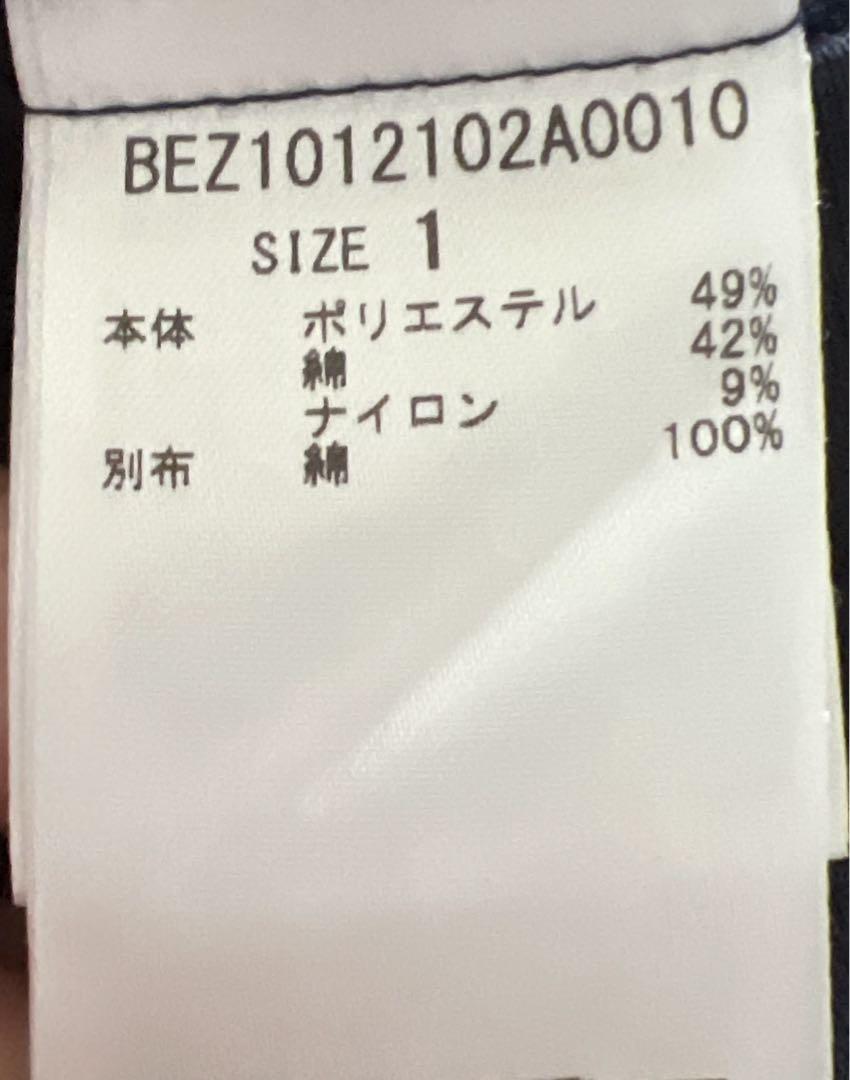 BEZ1012102A0010
SIZE 1
本体 ポリエステル 49%
綿 42%
ナイロン 9%
別布 綿 100%